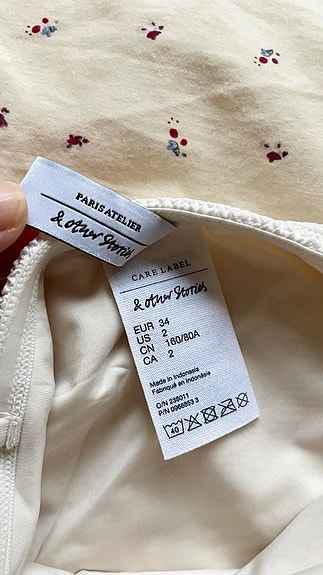 PARIS ATELIER
& other Stories
CARE LABEL
& other Stories
EUR 34
US 2
CN 160/80A
CA 2
Made in Indonesia
Fabriqué en Indonésie
O/N 238011
P/N 0968853 3
40